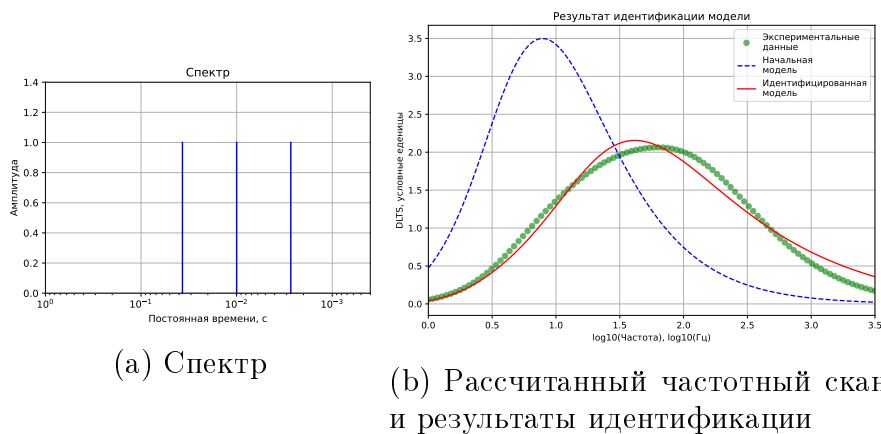 Спектр
1.4
1.2
1.0
0.8
0.6
0.4
0.2
0.0
Амплитуда
10⁰
10⁻¹
10⁻²
10⁻³
Постоянная времени, с
(a) Спектр
Результат идентификации модели
3.5
3.0
2.5
2.0
1.5
1.0
0.5
0.0
DLTS, условные еденицы
Экспериментальные
данные
Начальная
модель
Идентифицированная
модель
0.0 0.5 1.0 1.5 2.0 2.5 3.0 3.5
log10(Частота), log10(Гц)
(b) Рассчитанный частотный скан
и результаты идентификации